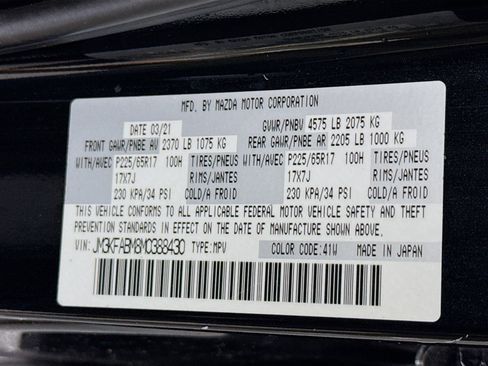 MFD. BY MAZDA MOTOR CORPORATION
DATE 03/21 GVWR/PNBV 4575 LB 2075 KG
FRONT GAWR/PNBE AV 2370 LB 1075 KG REAR GAWR/PNBE AR 2205 LB 1000 KG
WITH/AVEC P225/65R17 100H TIRES/PNEUS WITH/AVEC P225/65R17 100H TIRES/PNEUS
17X7J RIMS/JANTES 17X7J RIMS/JANTES
230 KPA/34 PSI COLD/A FROID 230 KPA/34 PSI COLD/A FROID
THIS VEHICLE CONFORMS TO ALL APPLICABLE FEDERAL MOTOR VEHICLE SAFETY AND THEFT
PREVENTION STANDARDS IN EFFECT ON THE DATE OF MANUFACTURE SHOWN ABOVE.
VIN: JM3KFABM8M0388430 TYPE: MPV COLOR CODE: 41W MADE IN JAPAN